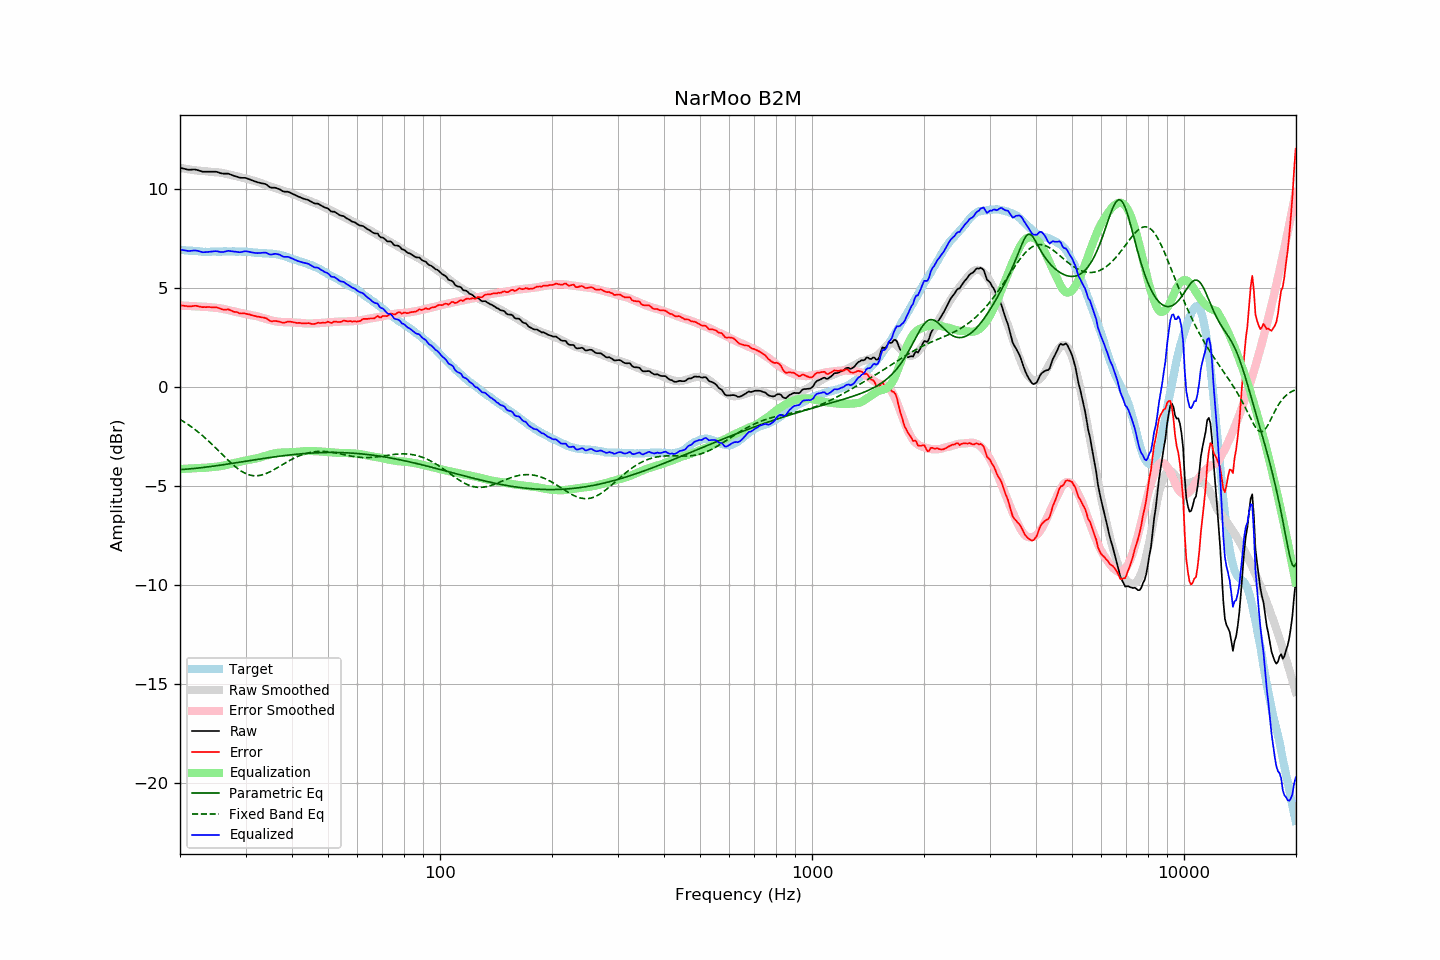 NarMoo B2M
Amplitude (dBr)
10
5
0
−5
−10
−15
−20
Target
Raw Smoothed
Error Smoothed
Raw
Error
Equalization
Parametric Eq
Fixed Band Eq
Equalized
100
1000
10000
Frequency (Hz)